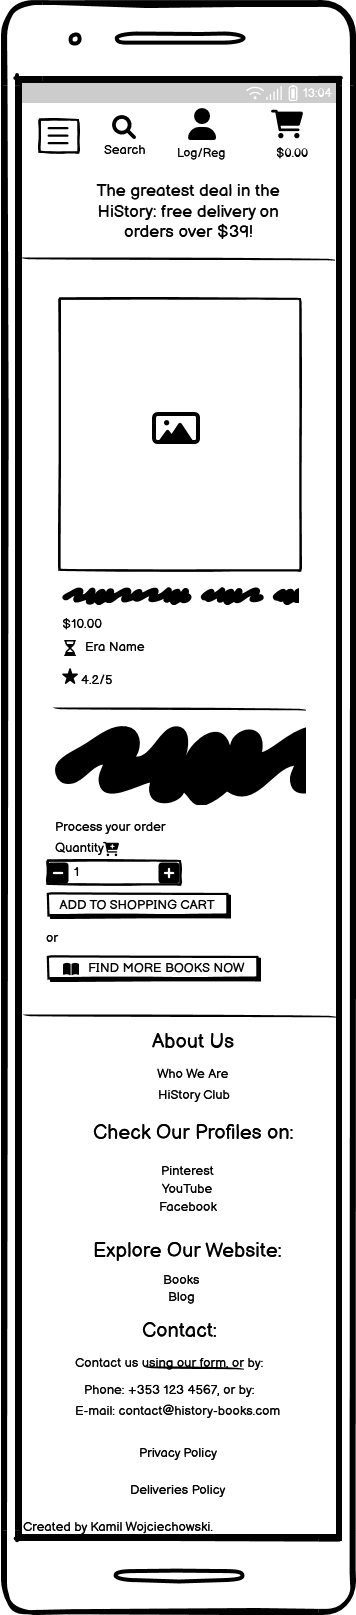 13:04
Search
Log/Reg
$0.00
The greatest deal in the
HiStory: free delivery on
orders over $39!
$10.00
Era Name
4.2/5
Process your order
Quantity
1
ADD TO SHOPPING CART
or
FIND MORE BOOKS NOW
About Us
Who We Are
HiStory Club
Check Our Profiles on:
Pinterest
YouTube
Facebook
Explore Our Website:
Books
Blog
Contact:
Contact us using our form, or by:
Phone: +353 123 4567, or by:
E-mail: contact@history-books.com
Privacy Policy
Deliveries Policy
Created by Kamil Wojciechowski.